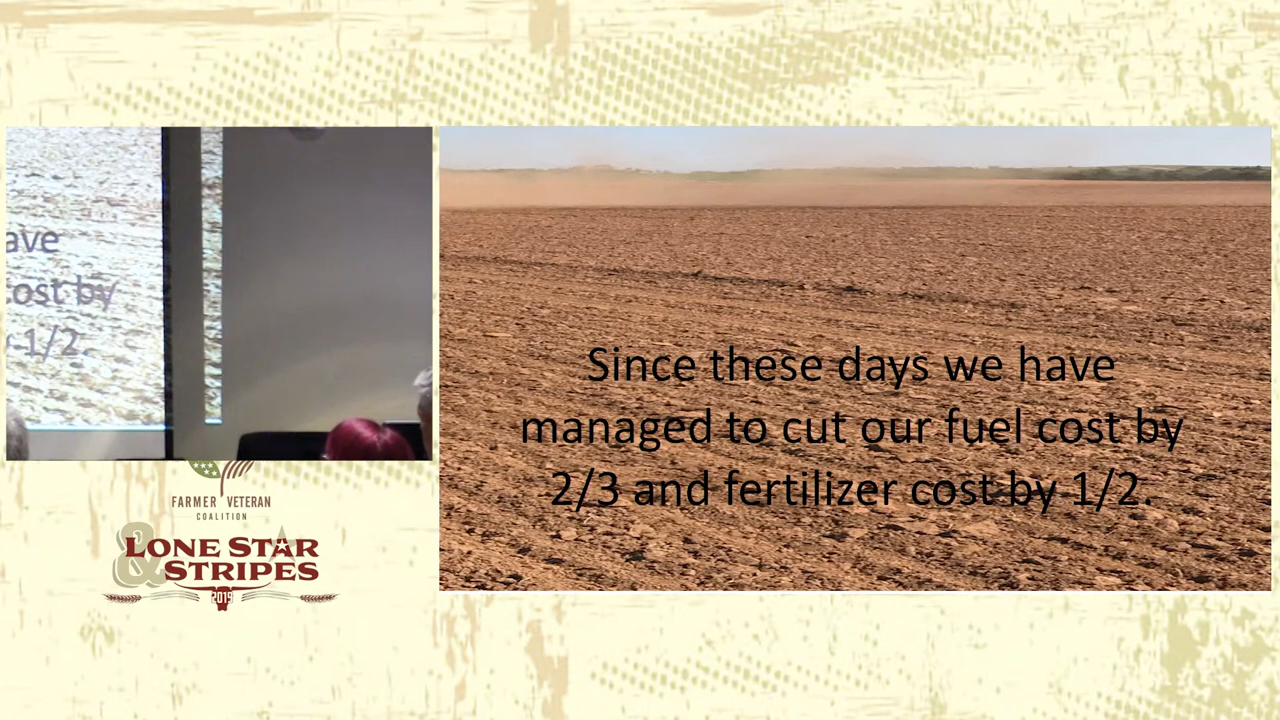 ave
ost by
1/2.
FARMER VETERAN
COALITION
&
LONE STAR
STRIPES
2019
Since these days we have
managed to cut our fuel cost by
2/3 and fertilizer cost by 1/2.